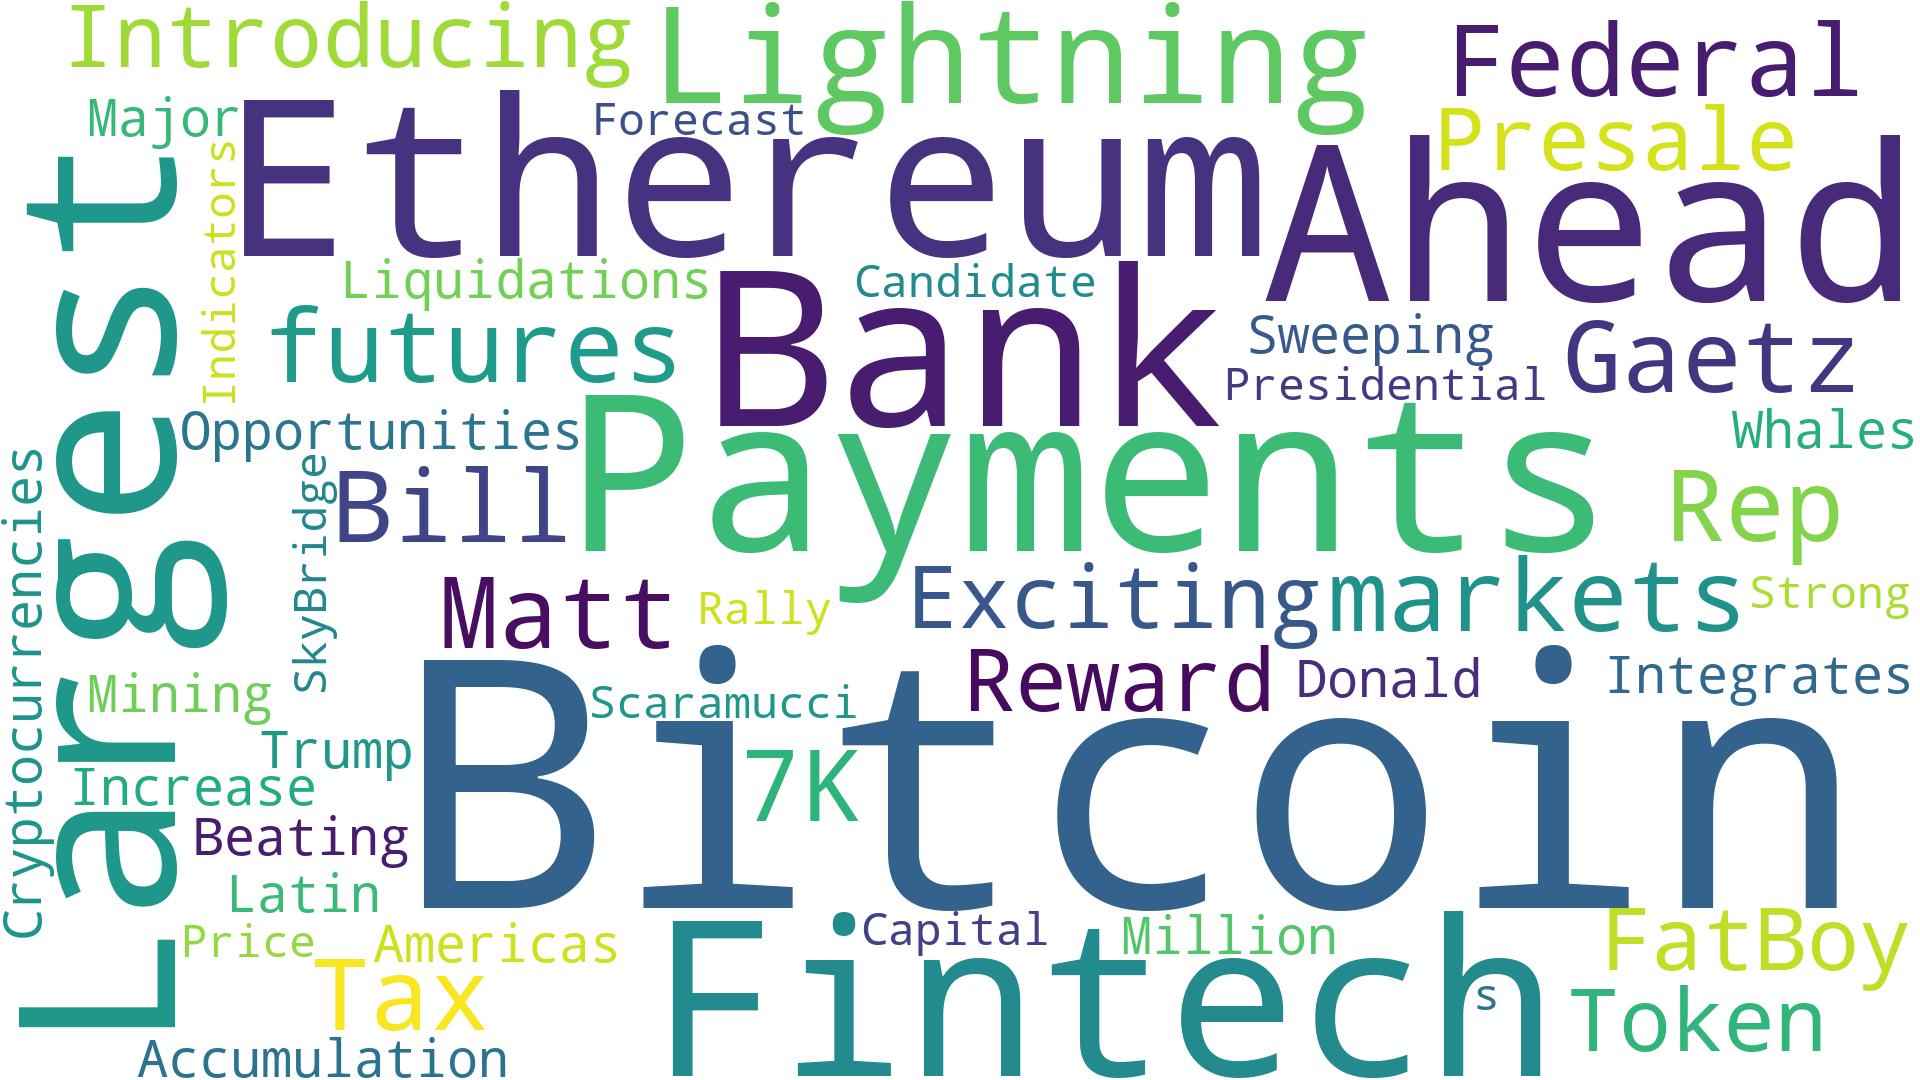 Introducing
Lightning
Federal
Major
Forecast
Presale
Ethereum
Ahead
Indicators
Largest
Liquidations
Candidate
Bank
futures
Sweeping
Gaetz
Presidential
Opportunities
Payments
Whales
Cryptocurrencies
SkyBridge
Bill
Rep
Matt
Rally
Exciting
markets
Strong
Mining
Scaramucci
Reward
Donald
Integrates
Bitcoin
Trump
7K
Increase
Beating
Latin
Price
Americas
Capital
Million
FatBoy
Tax
Fintech
s
Token
Accumulation